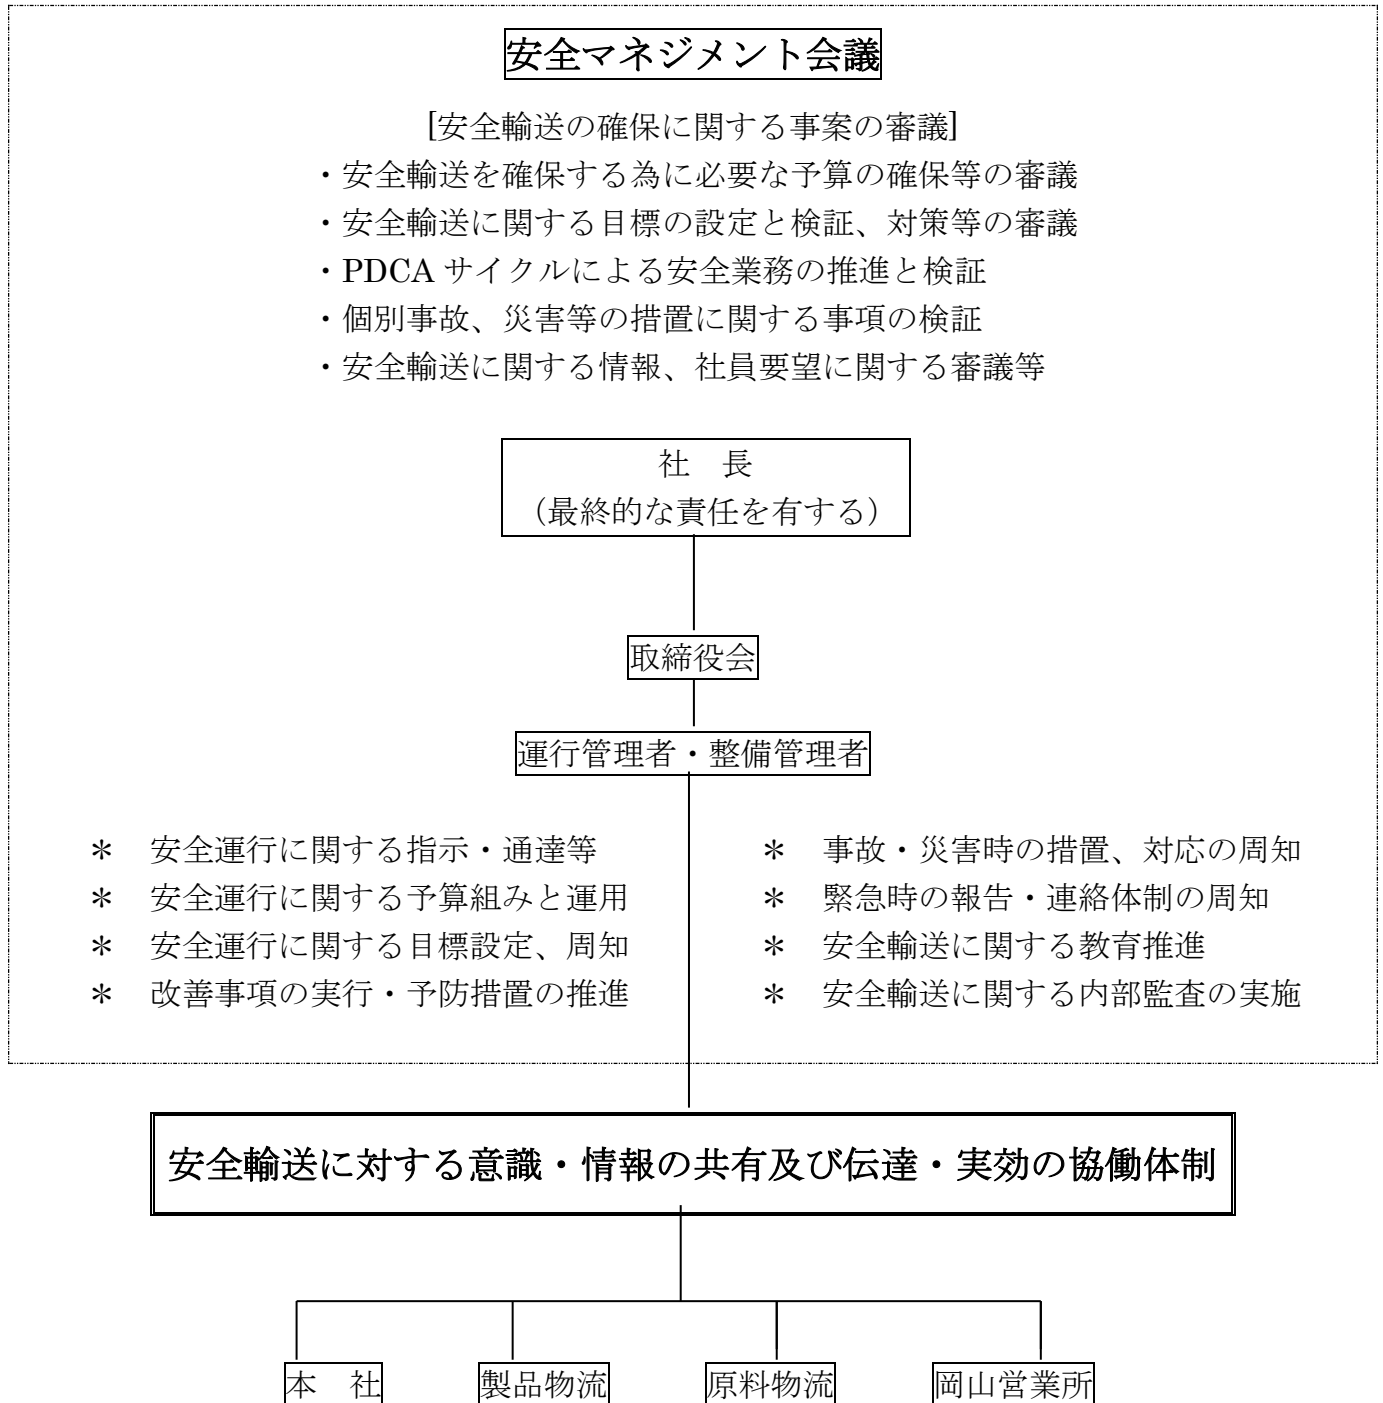 安全マネジメント会議
[安全輸送の確保に関する事案の審議]
・安全輸送を確保する為に必要な予算の確保等の審議
・安全輸送に関する目標の設定と検証、対策等の審議
・PDCA サイクルによる安全業務の推進と検証
・個別事故、災害等の措置に関する事項の検証
・安全輸送に関する情報、社員要望に関する審議等
社　長
（最終的な責任を有する）
取締役会
運行管理者・整備管理者
＊　安全運行に関する指示・通達等
＊　安全運行に関する予算組みと運用
＊　安全運行に関する目標設定、周知
＊　改善事項の実行・予防措置の推進
＊　事故・災害時の措置、対応の周知
＊　緊急時の報告・連絡体制の周知
＊　安全輸送に関する教育推進
＊　安全輸送に関する内部監査の実施
安全輸送に対する意識・情報の共有及び伝達・実効の協働体制
本　社
製品物流
原料物流
岡山営業所